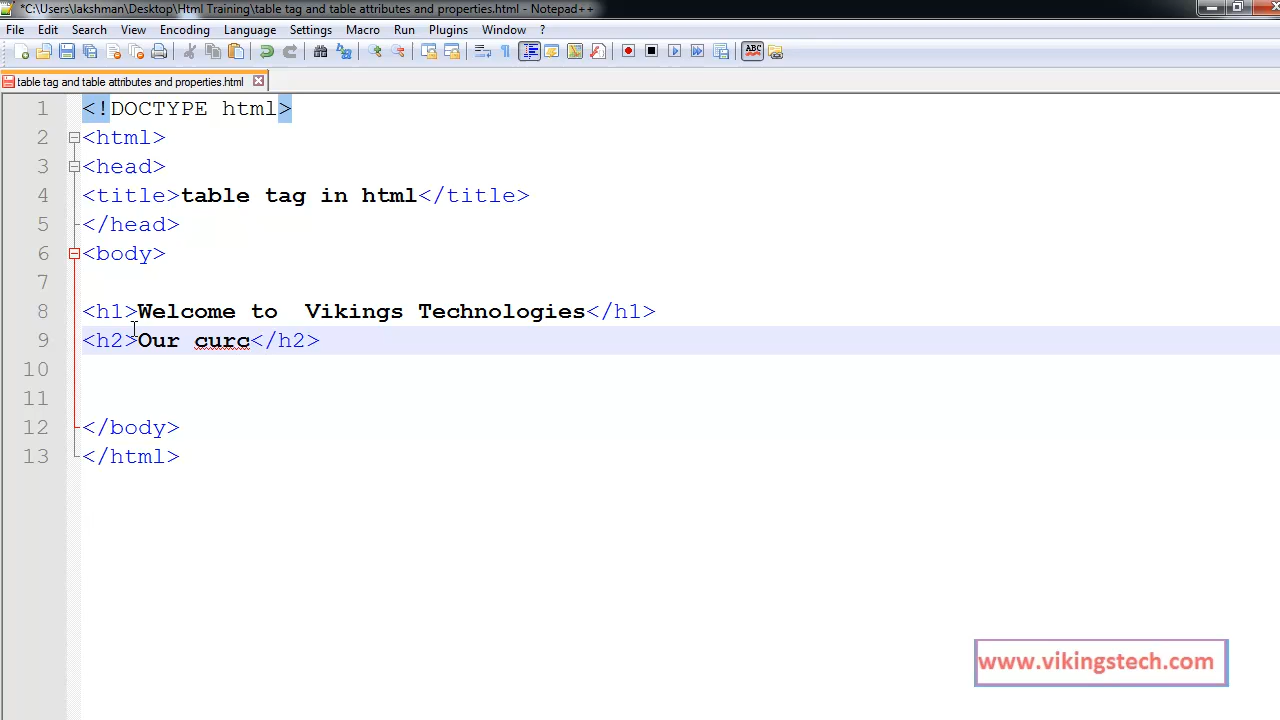 *C:\Users\lakshman\Desktop\Html Training\table tag and table attributes and properties.html - Notepad++
File Edit Search View Encoding Language Settings Macro Run Plugins Window ?
ABC
table tag and table attributes and properties.html
1 <!DOCTYPE html>
2 <html>
3 <head>
4 <title>table tag in html</title>
5 </head>
6 <body>
7
8 <h1>Welcome to  Vikings Technologies</h1>
9 <h2>Our curc</h2>
10
11
12 </body>
13 </html>
www.vikingstech.com